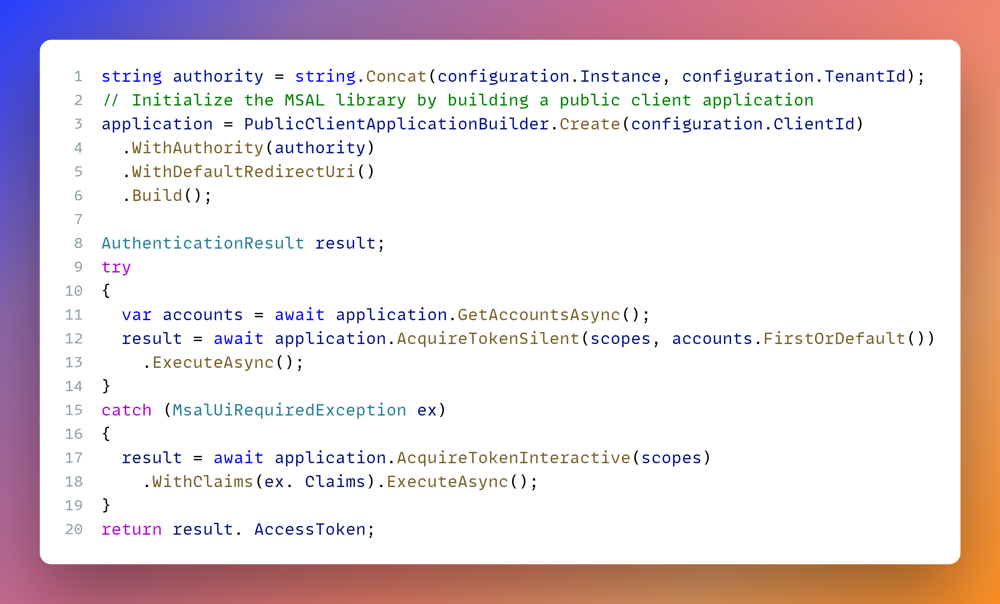 1 string authority = string.Concat(configuration.Instance, configuration.TenantId);
2 // Initialize the MSAL library by building a public client application
3 application = PublicClientApplicationBuilder.Create(configuration.ClientId)
4   .WithAuthority(authority)
5   .WithDefaultRedirectUri()
6   .Build();
7
8 AuthenticationResult result;
9 try
10 {
11   var accounts = await application.GetAccountsAsync();
12   result = await application.AcquireTokenSilent(scopes, accounts.FirstOrDefault())
13     .ExecuteAsync();
14 }
15 catch (MsalUiRequiredException ex)
16 {
17   result = await application.AcquireTokenInteractive(scopes)
18     .WithClaims(ex. Claims).ExecuteAsync();
19 }
20 return result. AccessToken;